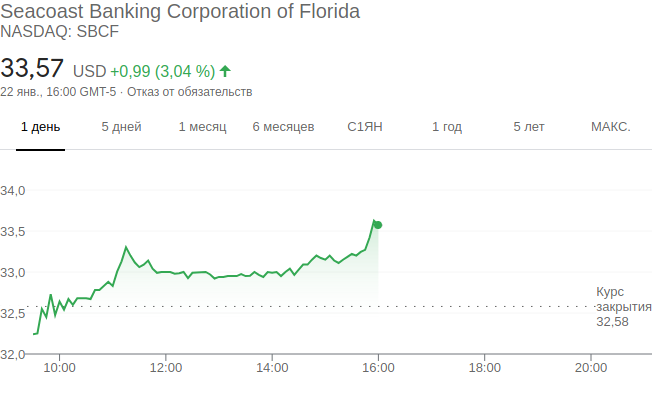 Seacoast Banking Corporation of Florida
NASDAQ: SBCF
33,57 USD +0,99 (3,04 %)
22 янв., 16:00 GMT-5 · Отказ от обязательств
1 день 5 дней 1 месяц 6 месяцев С1ЯН 1 год 5 лет МАКС.
34,0
33,5
33,0
Курс
закрытия
32,5
32,58
32,0
10:00 12:00 14:00 16:00 18:00 20:00